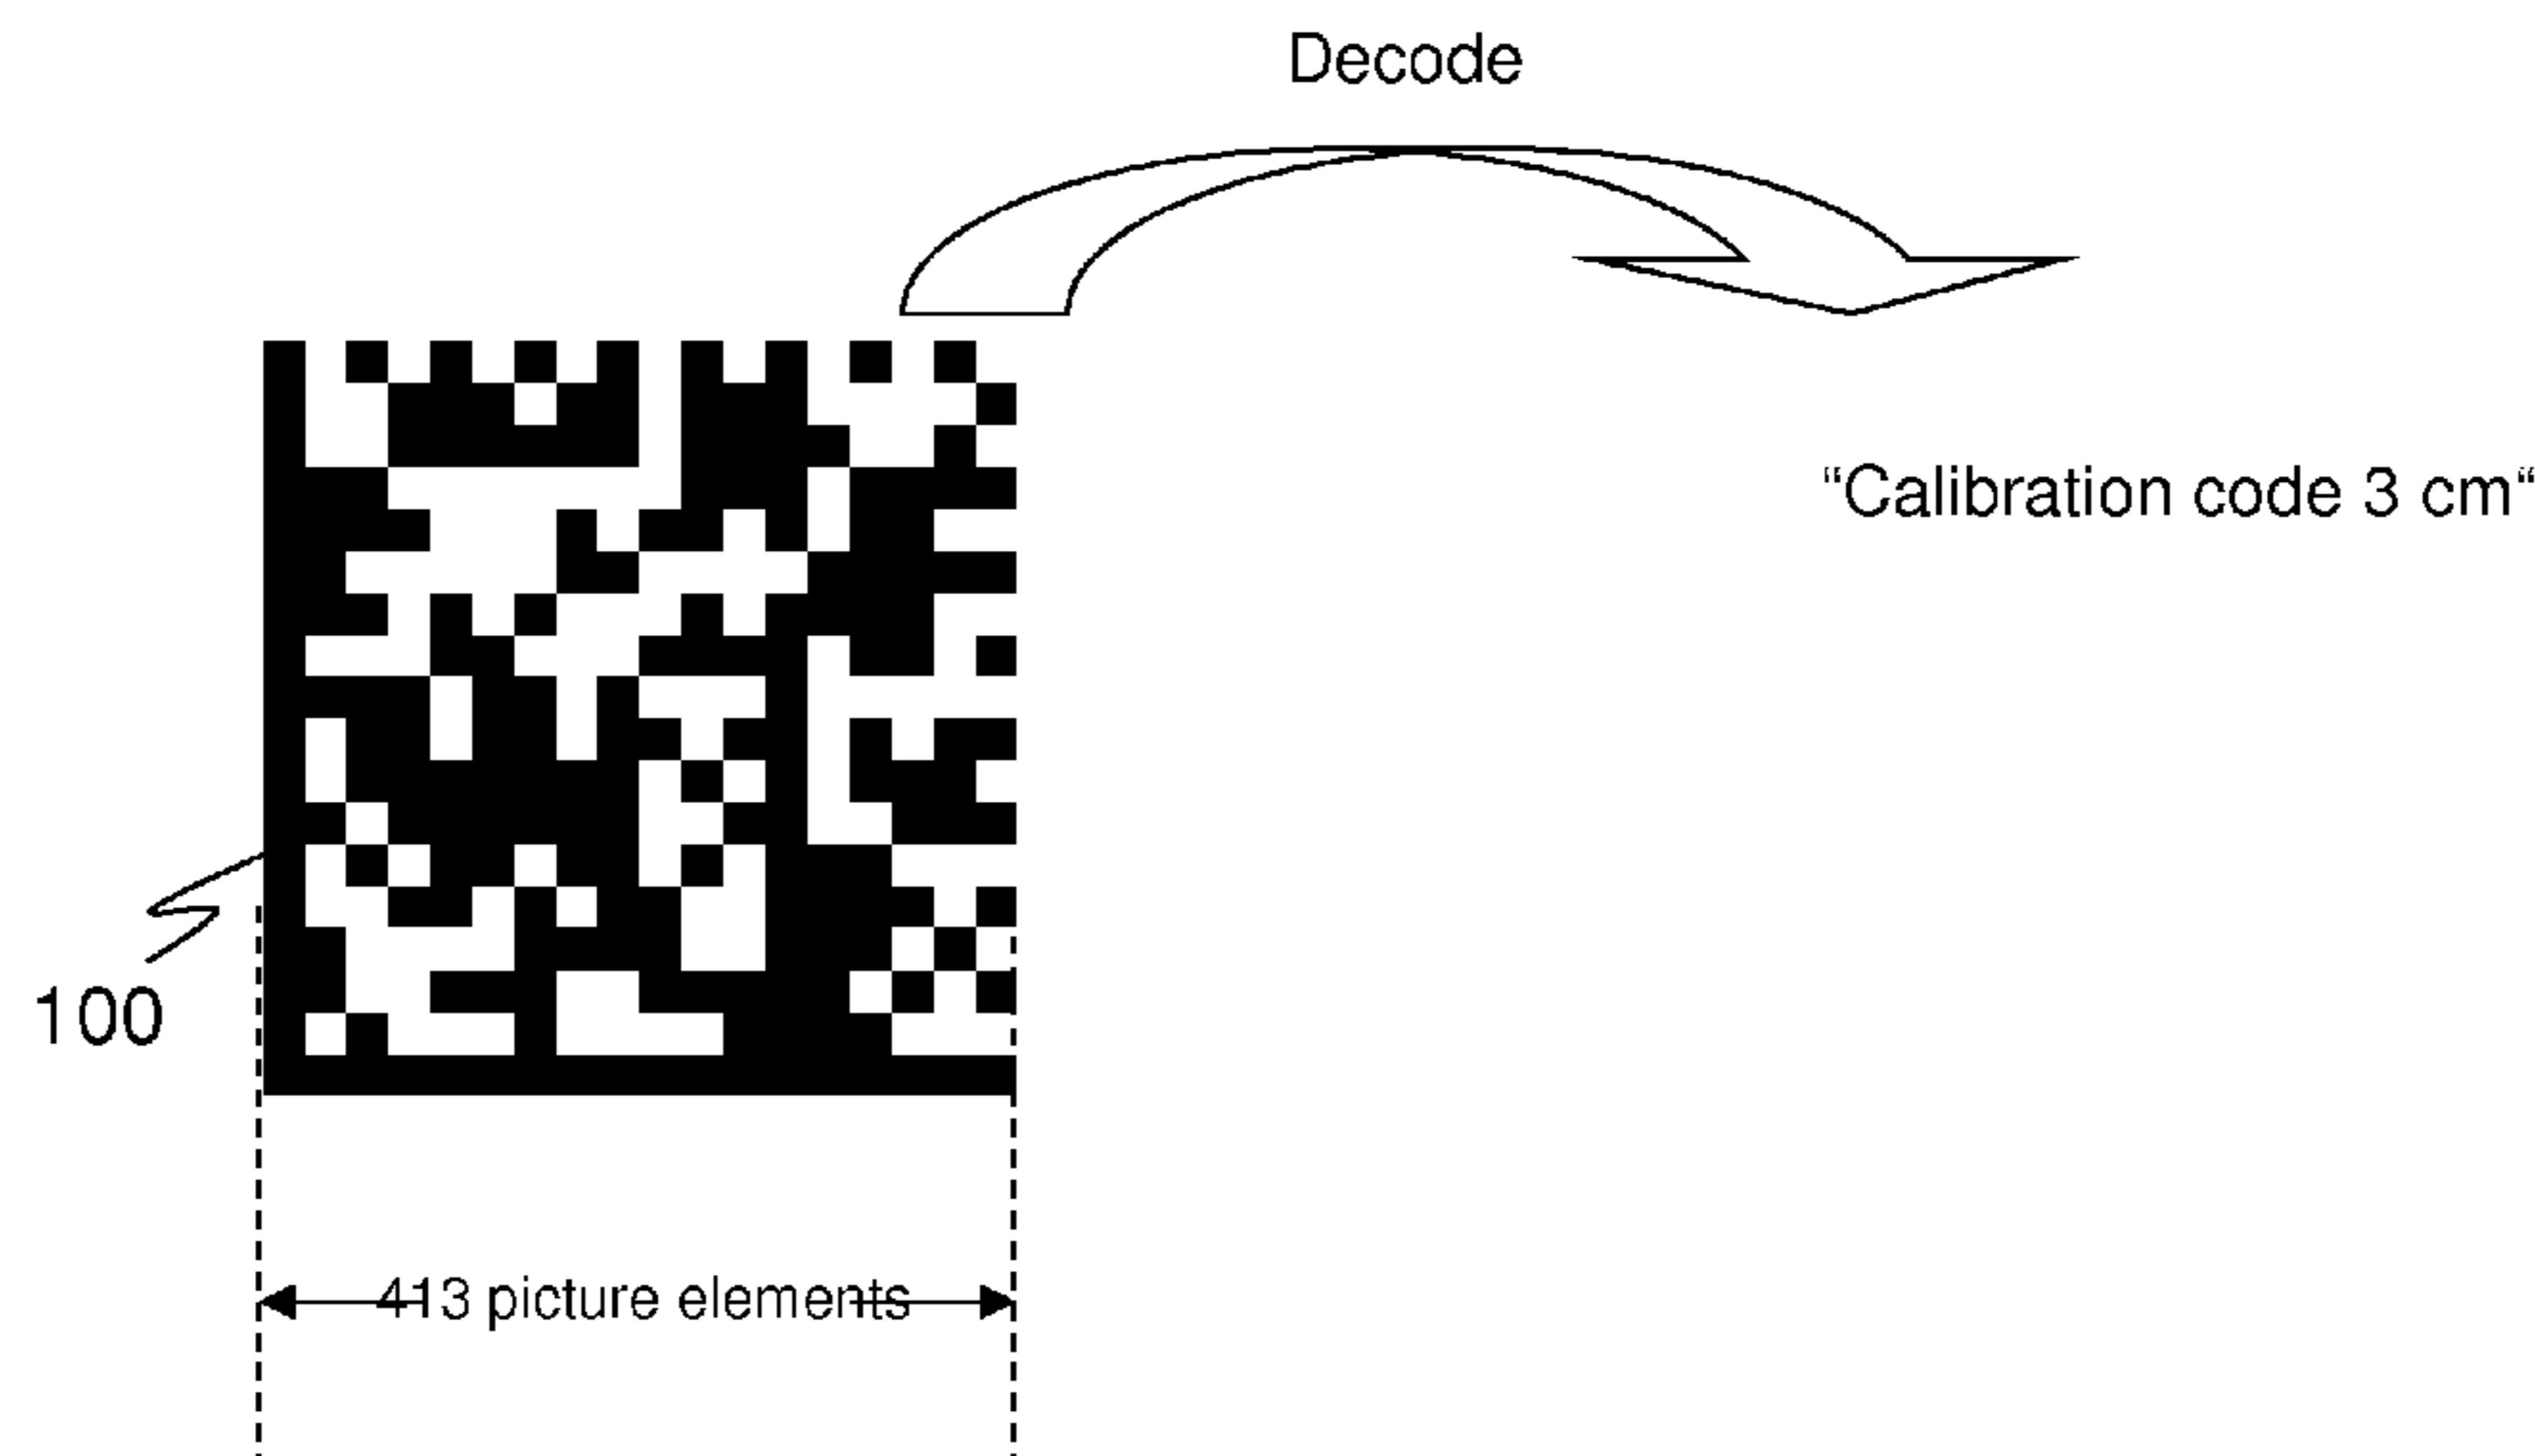 Decode
“Calibration code 3 cm“
100
413 picture elements